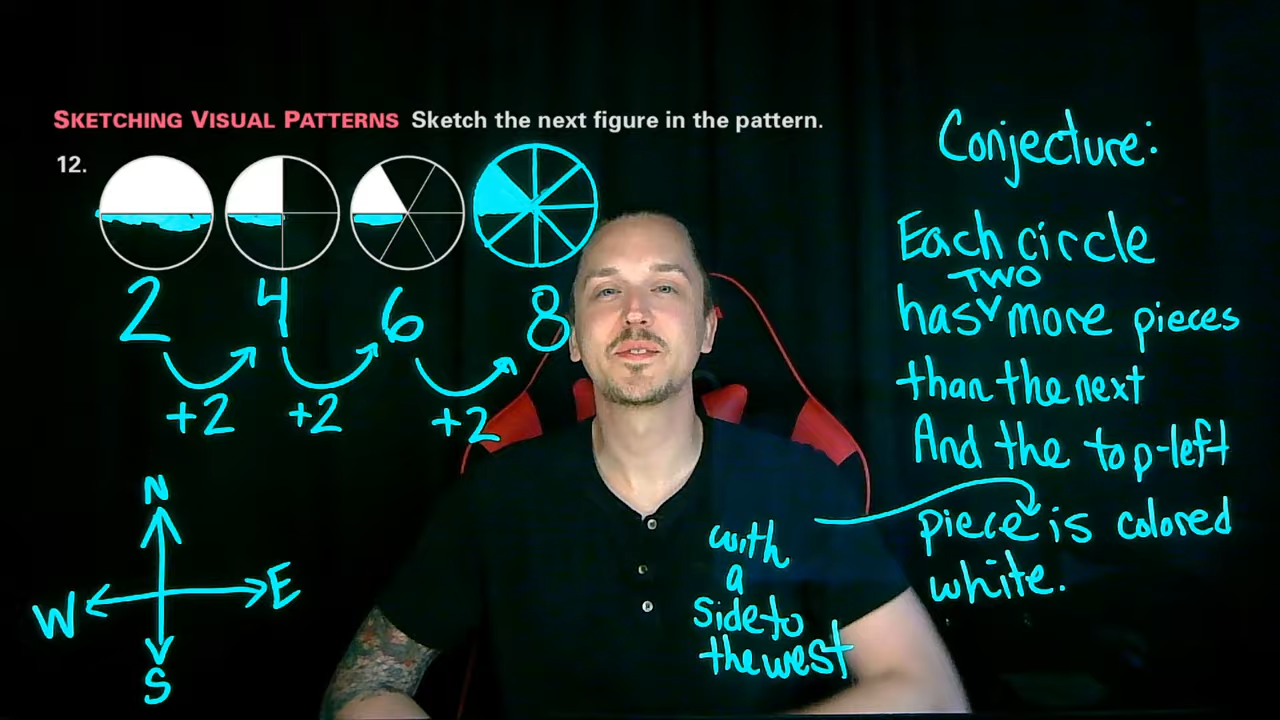 SKETCHING VISUAL PATTERNS Sketch the next figure in the pattern.
12.
2 4 6 8
+2 +2 +2
N
W E
S
Conjecture:
Each circle
TWO
has ˅ more pieces
than the next
And the top-left
piece is colored
white.
with
a
side to
the west